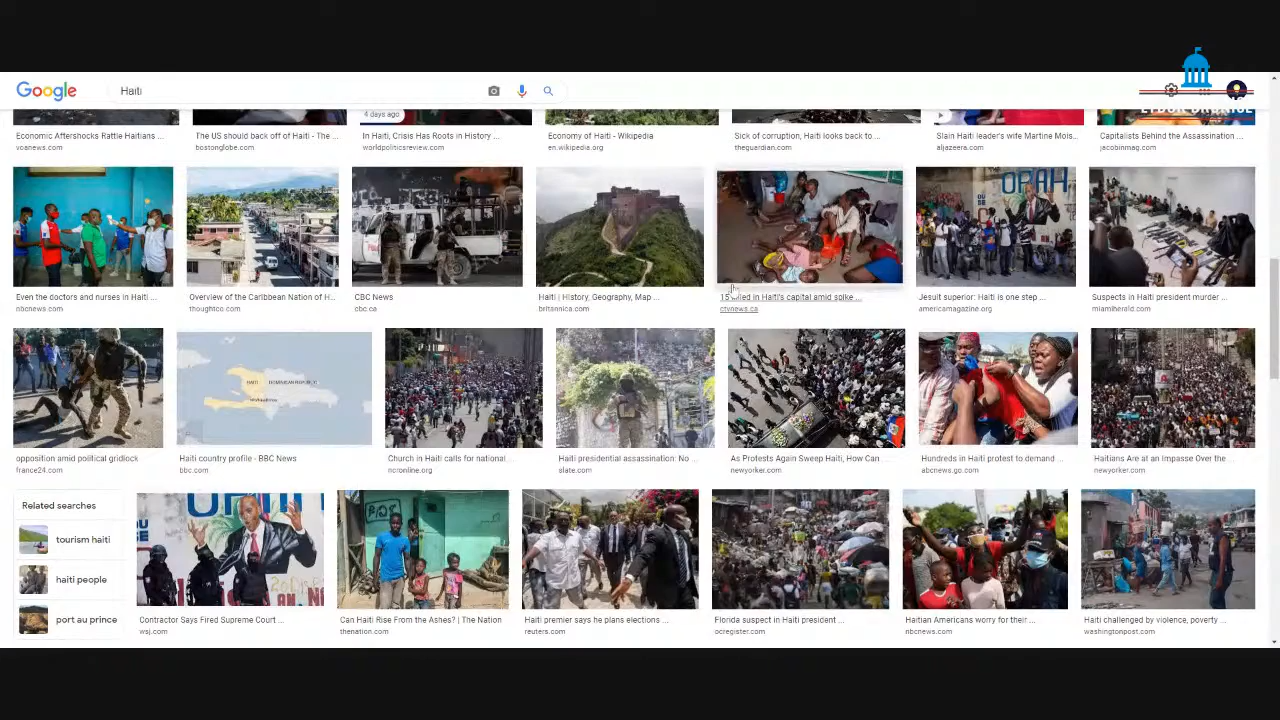 Google
Haiti
4 days ago
Economic Aftershocks Rattle Haitians ...
voanews.com
The US should back off of Haiti - The ...
bostonglobe.com
In Haiti, Crisis Has Roots in History ...
worldpoliticsreview.com
Economy of Haiti - Wikipedia
en.wikipedia.org
Sick of corruption, Haiti looks back to ...
theguardian.com
Slain Haiti leader's wife Martine Mois...
aljazeera.com
Capitalists Behind the Assassination ...
jacobinmag.com
Even the doctors and nurses in Haiti ...
nbcnews.com
Overview of the Caribbean Nation of H...
thoughtco.com
CBC News
cbc.ca
Haiti | History, Geography, Map ...
britannica.com
in Haiti's capital amid spike ...
ctvnews.ca
Jesuit superior: Haiti is one step ...
americamagazine.org
Suspects in Haiti president murder ...
miamiherald.com
opposition amid political gridlock
france24.com
HAITI
DOMINICAN REPUBLIC
Haiti country profile - BBC News
bbc.com
Church in Haiti calls for national...
ncronline.org
Haiti presidential assassination: No ...
slate.com
As Protests Again Sweep Haiti, How Can ...
newyorker.com
Hundreds in Haiti protest to demand ...
abcnews.go.com
Haitians Are at an Impasse Over the ...
newyorker.com
Related searches
tourism haiti
haiti people
port au prince
Contractor Says Fired Supreme Court ...
wsj.com
Can Haiti Rise From the Ashes? | The Nation
thenation.com
Haiti premier says he plans elections ...
reuters.com
Florida suspect in Haiti president ...
ocregister.com
Haitian Americans worry for their ...
nbcnews.com
Haiti challenged by violence, poverty ...
washingtonpost.com